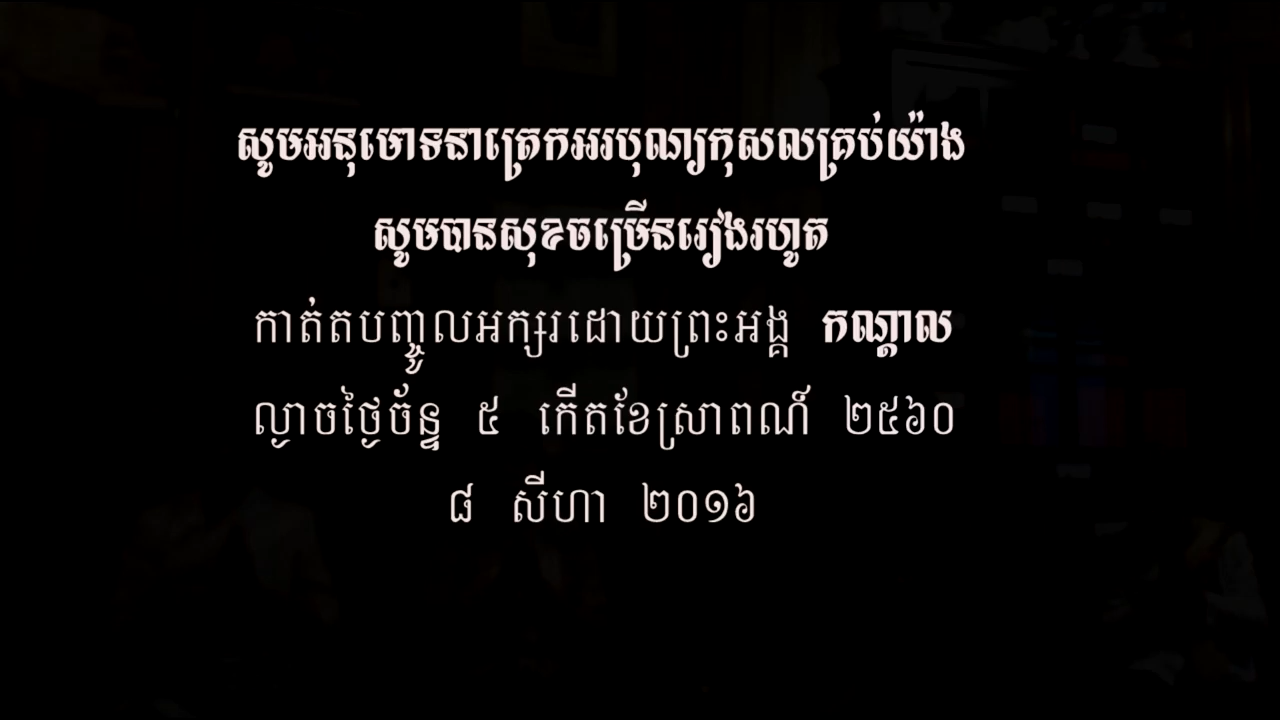 សូមអនុមោទនាត្រេកអរបុណ្យកុសលគ្រប់យ៉ាង
សូមបានសុខចម្រើនរៀងរហូត
កាត់តបញ្ចូលអក្សរដោយព្រះអង្គ កណ្ដាល
ល្ងាចថ្ងៃច័ន្ទ ៥ កើតខែស្រាពណ៍ ២៥៦០
៨ សីហា ២០១៦